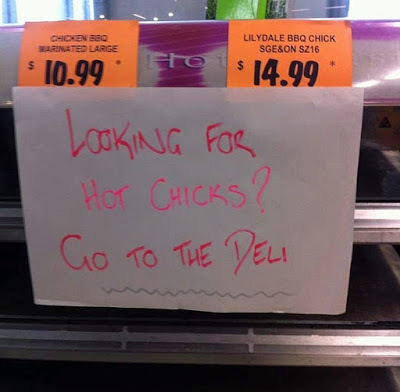 CHICKEN BBQ
MARINATED LARGE
$ 10.99 *
Hot
LILYDALE BBQ CHICK
SGE&ON SZ16
$ 14.99 *
LOOKING FOR
HOT CHICKS?
GO TO THE DELI